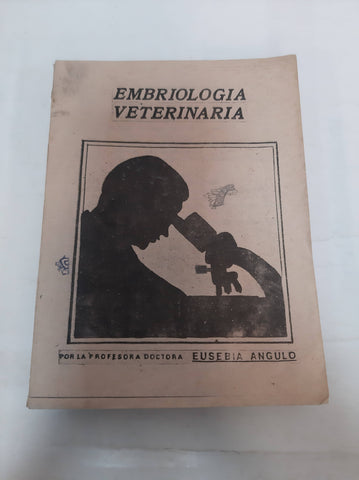 EMBRIOLOGIA
VETERINARIA
POR LA PROFESORA DOCTORA EUSEBIA ANGULO